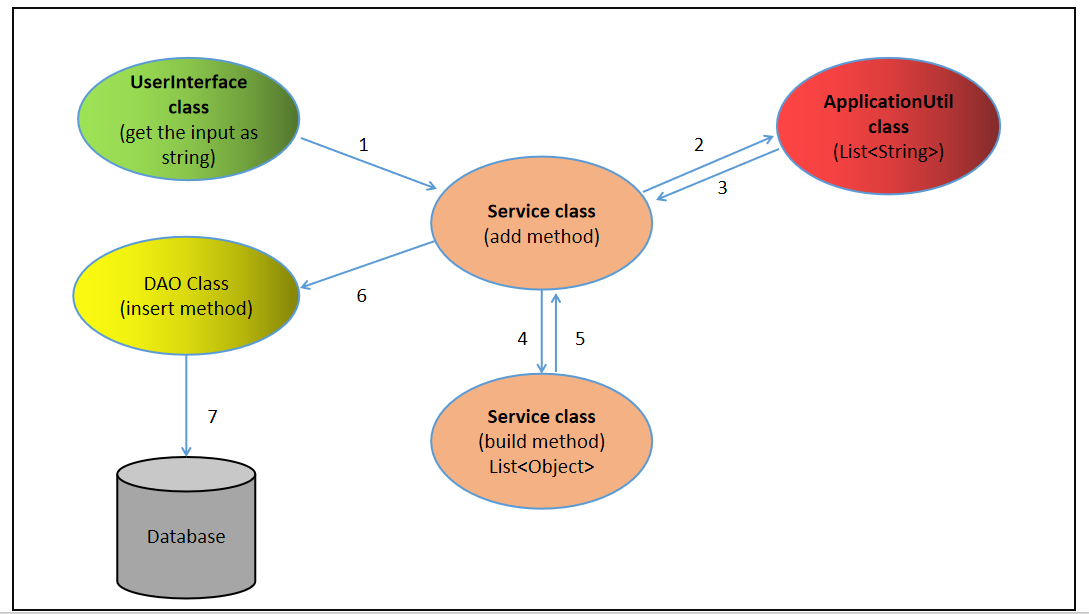 UserInterface
class
(get the input as
string)
1
2
3
ApplicationUtil
class
(List<String>)
Service class
(add method)
DAO Class
(insert method)
6
4
5
7
Service class
(build method)
List<Object>
Database